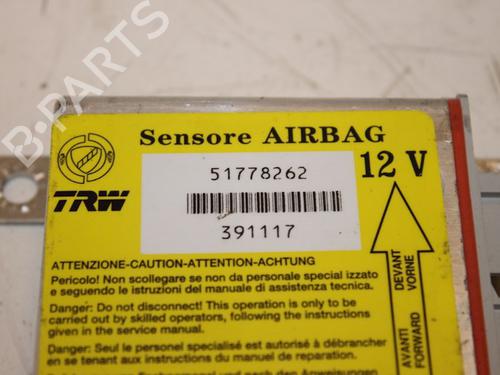 B-PARTS
Sensore AIRBAG
51778262
12 V
TRW
391117
ATTENZIONE-CAUTION-ATTENTION-ACHTUNG
Pericolo! Non scollegare se non da personale special izzato
e seguendo le istruzioni del manuale di assistenza tecnica.
Danger: Do not disconnect! This operation is only to be
carried out by skilled operators, following the instructions
given in the service manual.
Danger: Seul le personnel spécialisé est autorisé à débrancher
en se tenant aux instructions du manuel de reparation.
DEVANT
VORNE
AVANTI
FORWARD